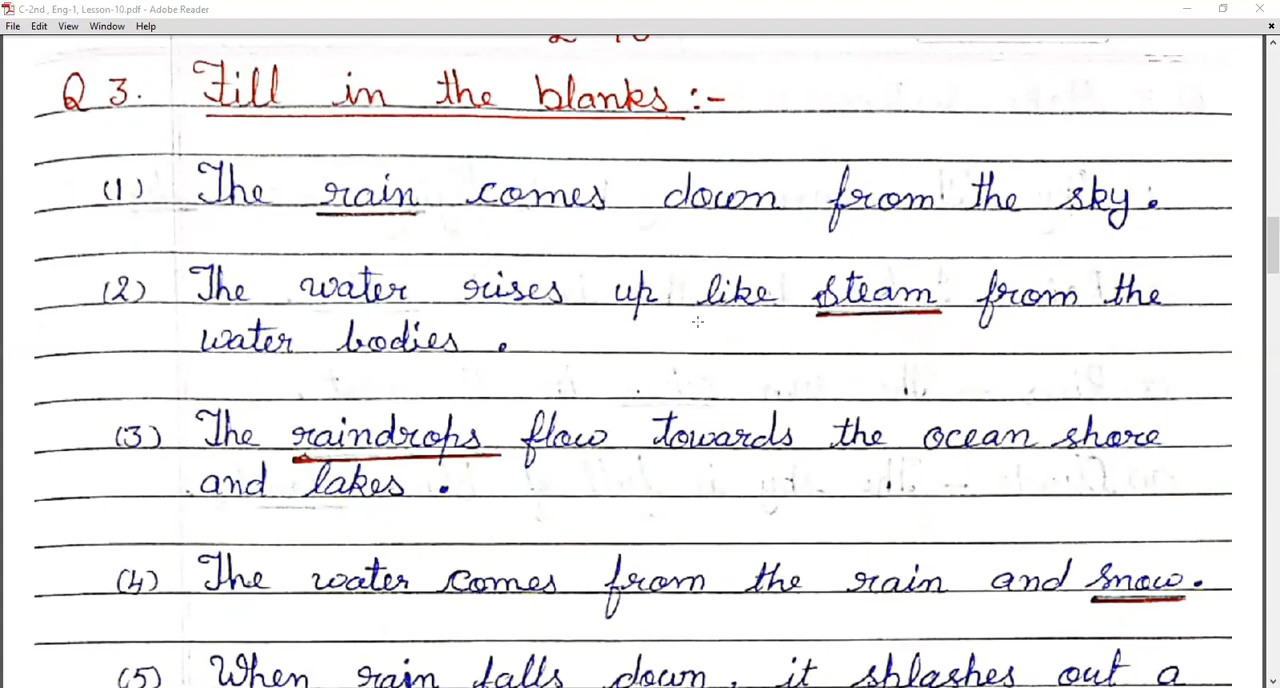 C-2nd , Eng-1, Lesson-10.pdf - Adobe Reader
File Edit View Window Help
Q 3. Fill in the blanks :-
(1) The rain comes down from the sky.
(2) The water rises up like steam from the
water bodies .
(3) The raindrops flow towards the ocean shore
and lakes .
(4) The water comes from the rain and snow.
(5) When rain falls down, it splashes out a